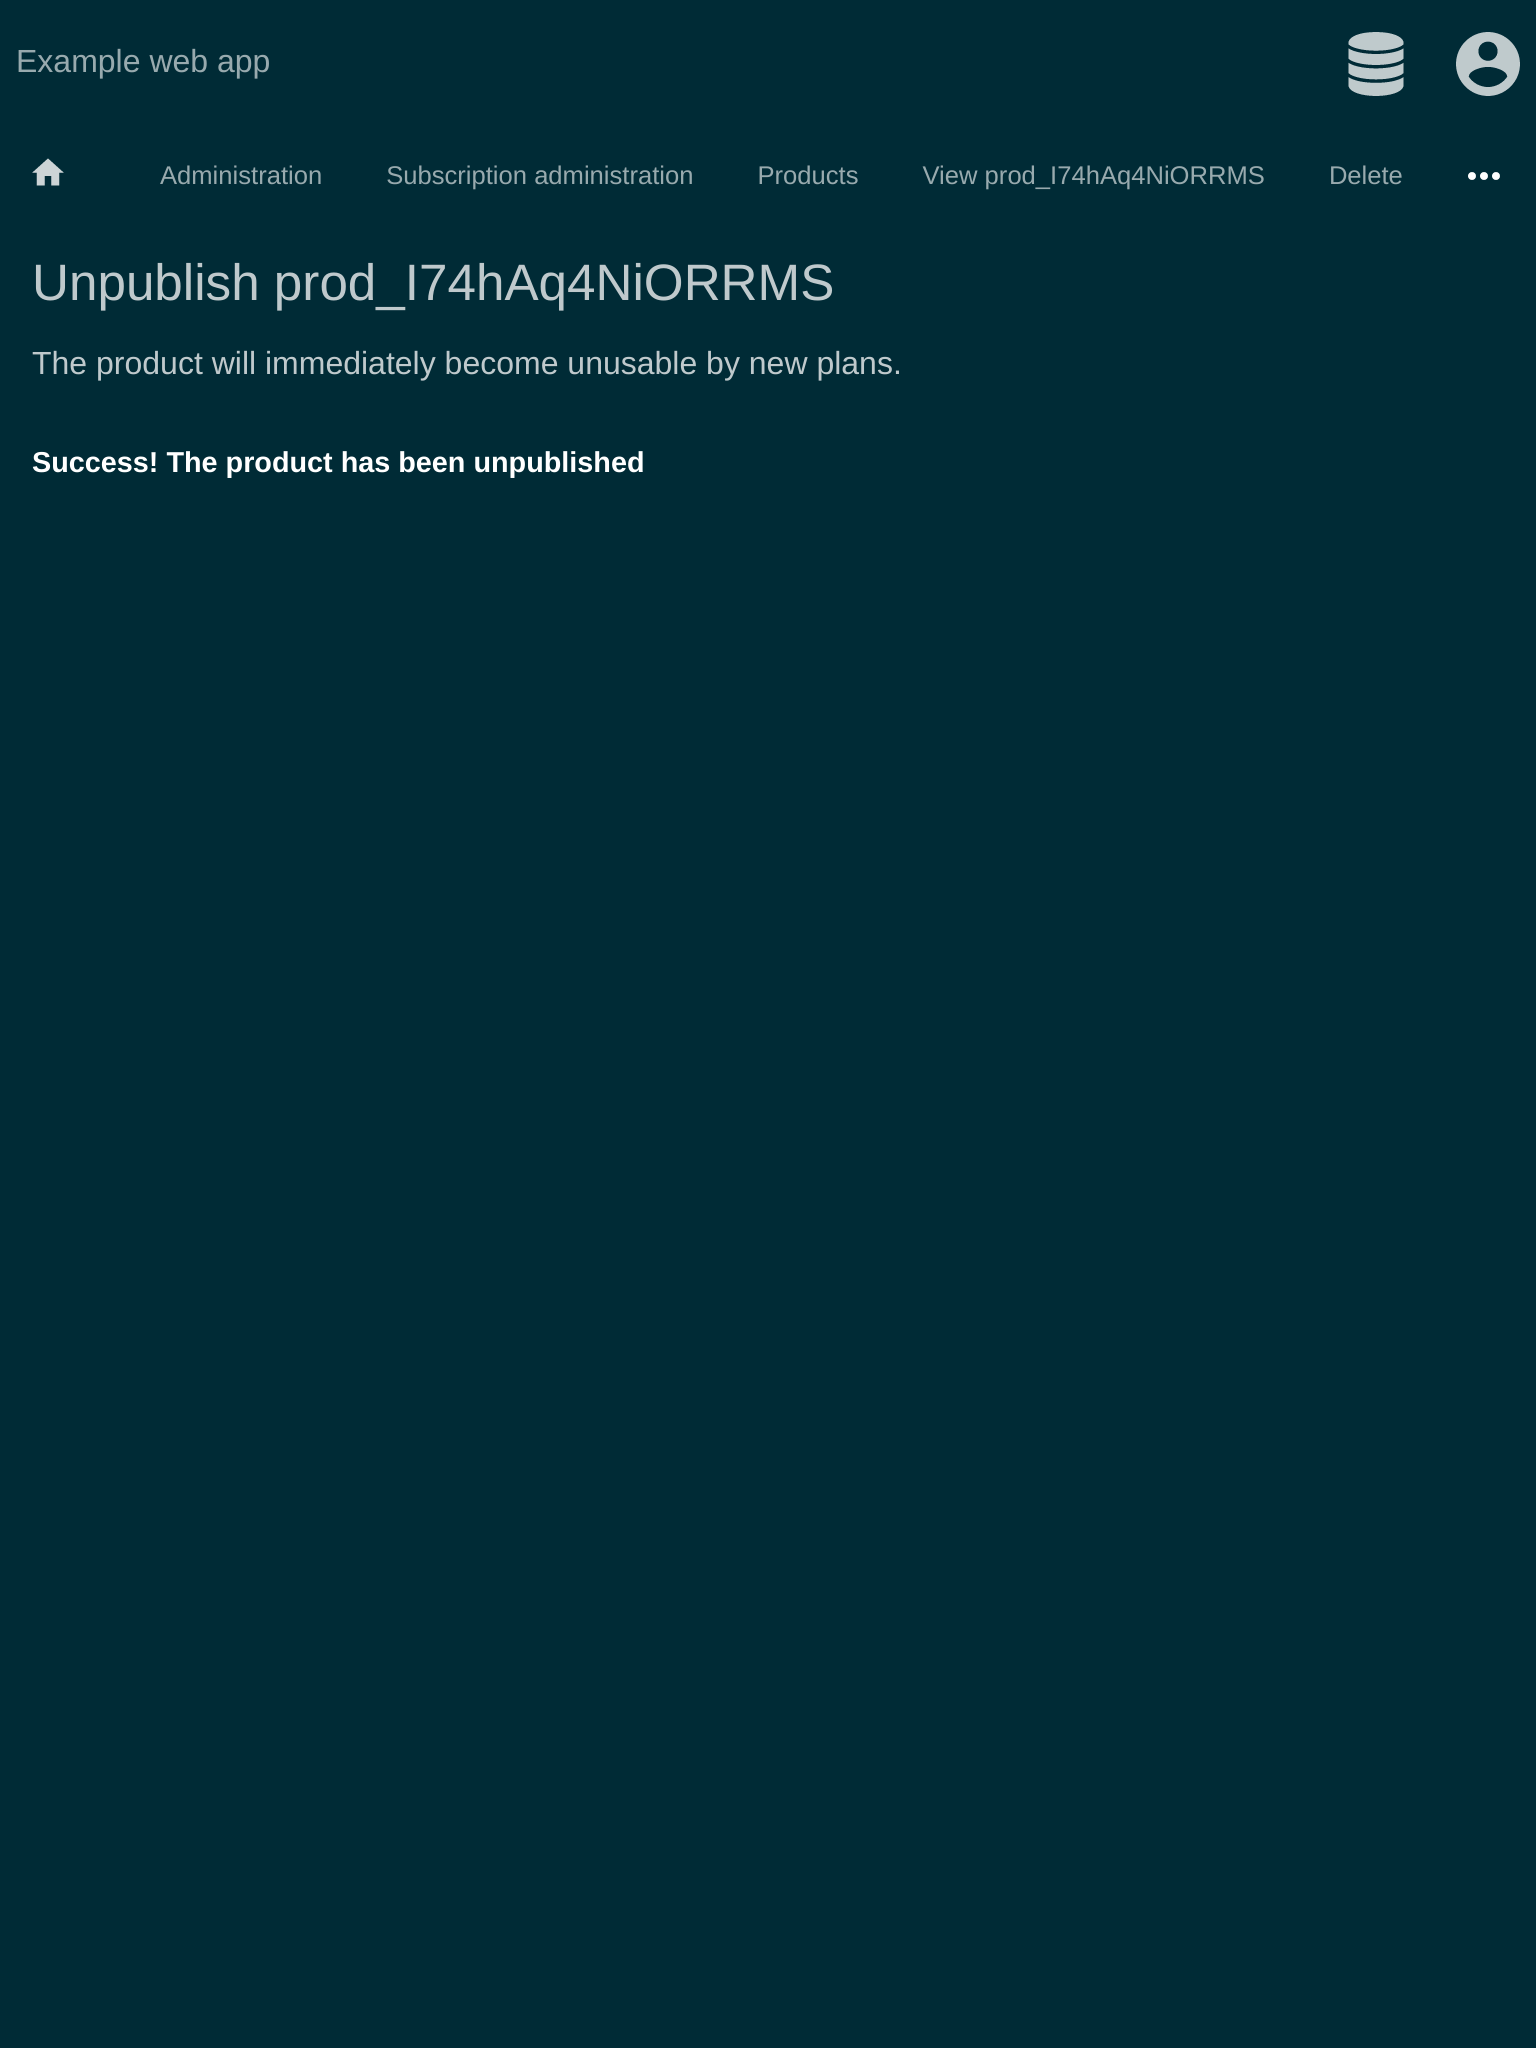 Example web app
Administration Subscription administration Products View prod_I74hAq4NiORRMS Delete
Unpublish prod_I74hAq4NiORRMS
The product will immediately become unusable by new plans.
Success! The product has been unpublished